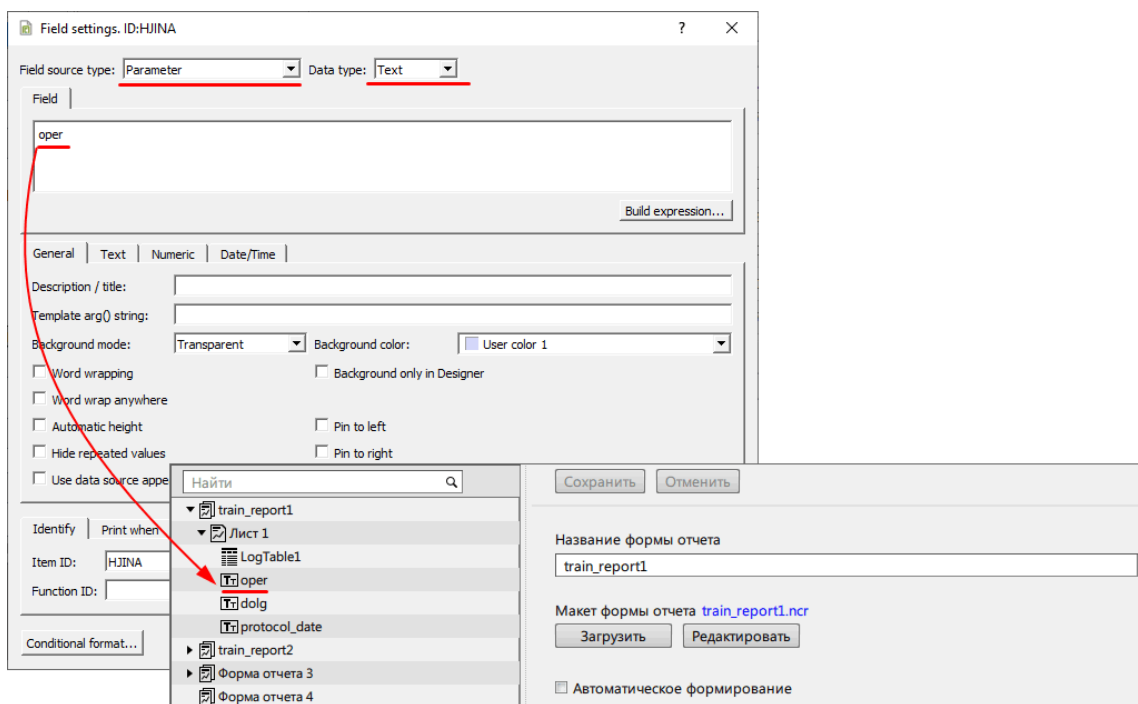 Field settings. ID:HJINA
Field source type: Parameter Data type: Text
Field
oper
Build expression...
General Text Numeric Date/Time
Description / title:
Template arg() string:
Background mode: Transparent Background color: User color 1
Word wrapping Background only in Designer
Word wrap anywhere
Automatic height Pin to left
Hide repeated values Pin to right
Use data source appe
Identify Print when
Item ID: HJINA
Function ID:
Conditional format...
Найти
train_report1
Лист 1
LogTable1
oper
dolg
protocol_date
train_report2
Форма отчета 3
Форма отчета 4
Сохранить Отменить
Название формы отчета
train_report1
Макет формы отчета train_report1.ncr
Загрузить Редактировать
Автоматическое формирование